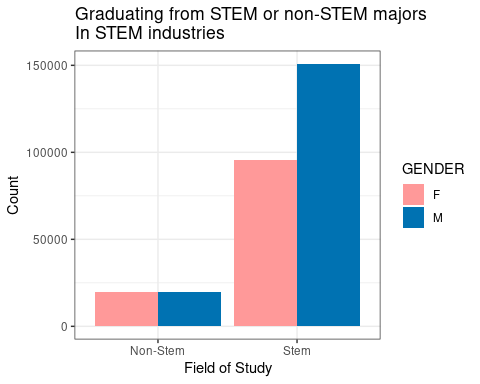 Graduating from STEM or non-STEM majors
In STEM industries
150000
100000
50000
0
Count
Non-Stem
Stem
Field of Study
GENDER
F
M